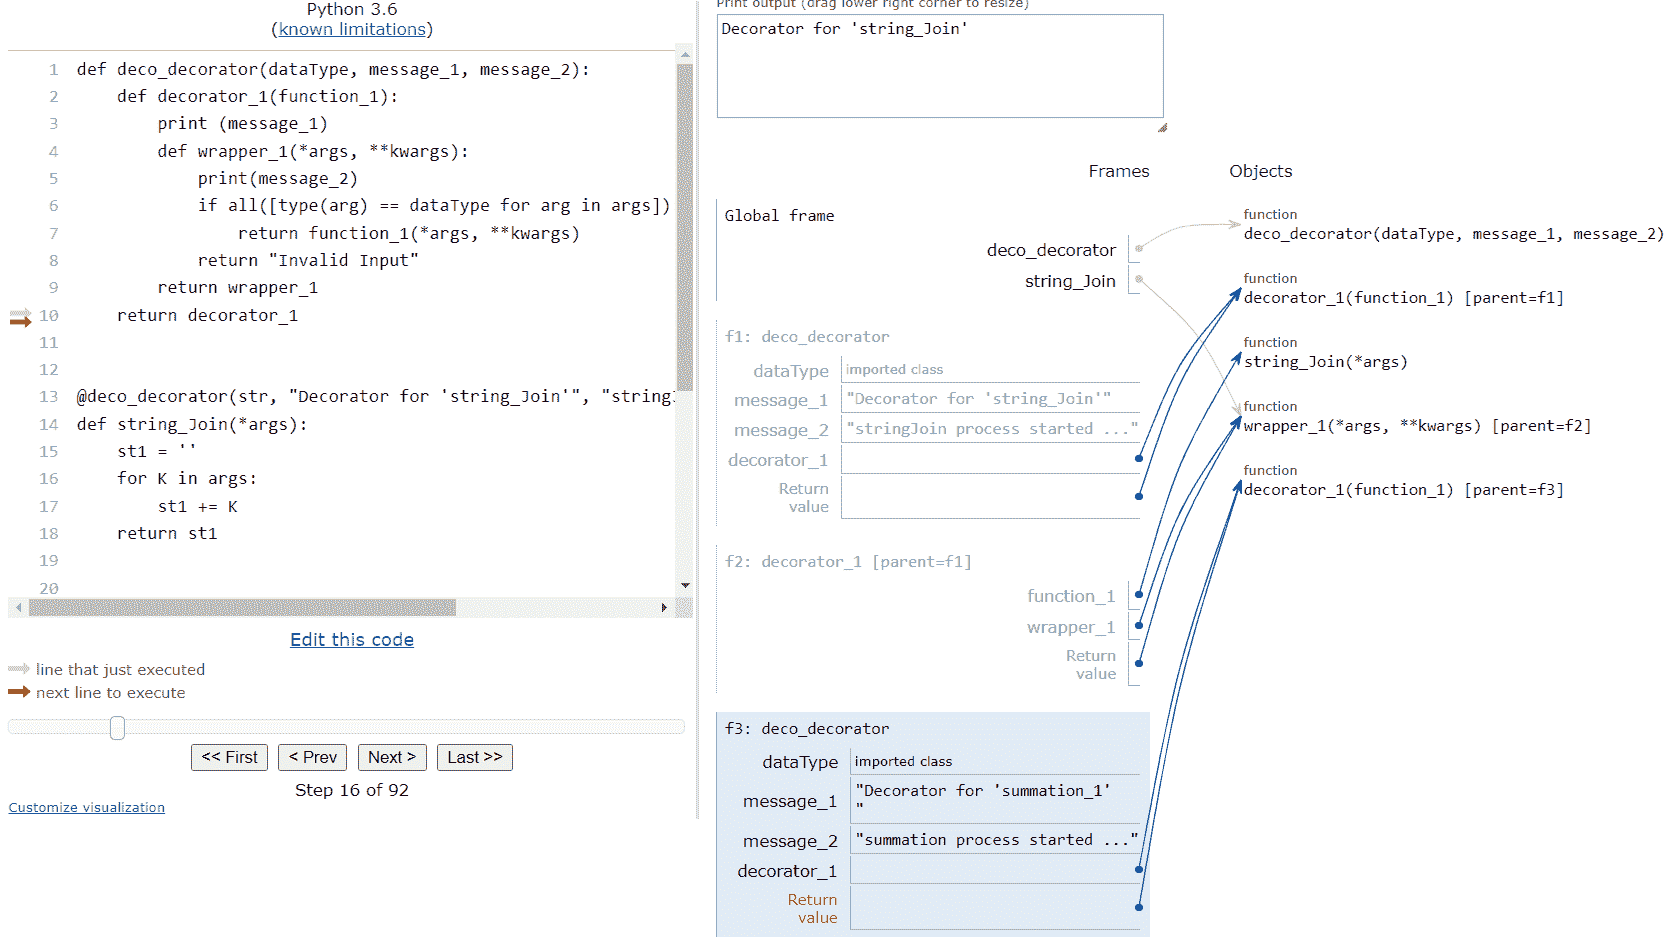 Python 3.6
(known limitations)
1 def deco_decorator(dataType, message_1, message_2):
2 def decorator_1(function_1):
3 print (message_1)
4 def wrapper_1(*args, **kwargs):
5 print(message_2)
6 if all([type(arg) == dataType for arg in args])
7 return function_1(*args, **kwargs)
8 return "Invalid Input"
9 return wrapper_1
10 return decorator_1
11
12
13 @deco_decorator(str, "Decorator for 'string_Join'", "string
14 def string_Join(*args):
15 st1 = ''
16 for K in args:
17 st1 += K
18 return st1
19
20
Edit this code
line that just executed
next line to execute
<< First
< Prev
Next >
Last >>
Step 16 of 92
Customize visualization
Print output (drag lower right corner to resize)
Decorator for 'string_Join'
Frames
Objects
Global frame
deco_decorator
string_Join
f1: deco_decorator
dataType imported class
message_1 "Decorator for 'string_Join'"
message_2 "stringJoin process started ..."
decorator_1
Return
value
f2: decorator_1 [parent=f1]
function_1
wrapper_1
Return
value
f3: deco_decorator
dataType imported class
message_1 "Decorator for 'summation_1'
"
message_2 "summation process started ..."
decorator_1
Return
value
function
deco_decorator(dataType, message_1, message_2)
function
decorator_1(function_1) [parent=f1]
function
string_Join(*args)
function
wrapper_1(*args, **kwargs) [parent=f2]
function
decorator_1(function_1) [parent=f3]